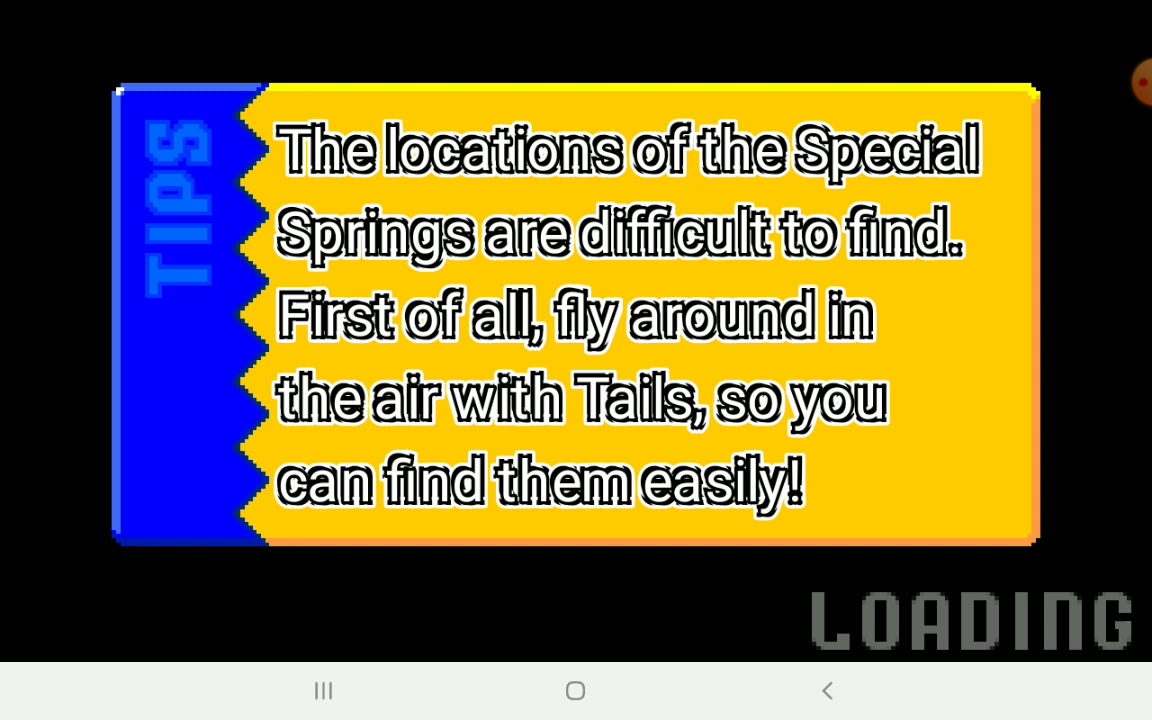 TIPS
The locations of the Special
Springs are difficult to find.
First of all, fly around in
the air with Tails, so you
can find them easily!
LOADING